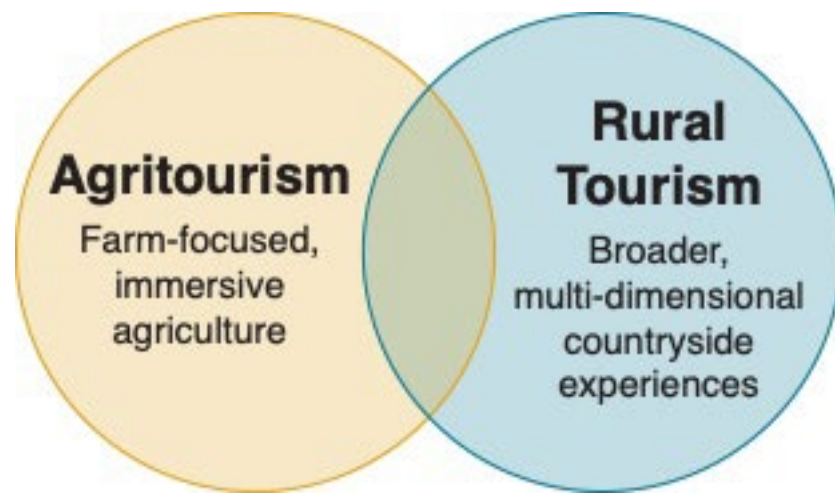 Agritourism
Farm-focused,
immersive
agriculture
Rural
Tourism
Broader,
multi-dimensional
countryside
experiences